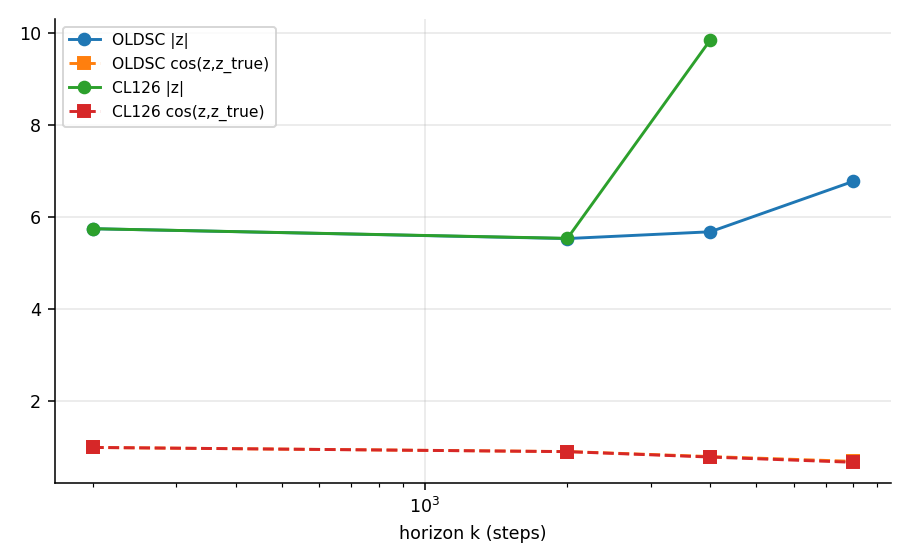 10
8
6
4
2
OLDSC |z|
OLDSC cos(z,z_true)
CL126 |z|
CL126 cos(z,z_true)
10³
horizon k (steps)